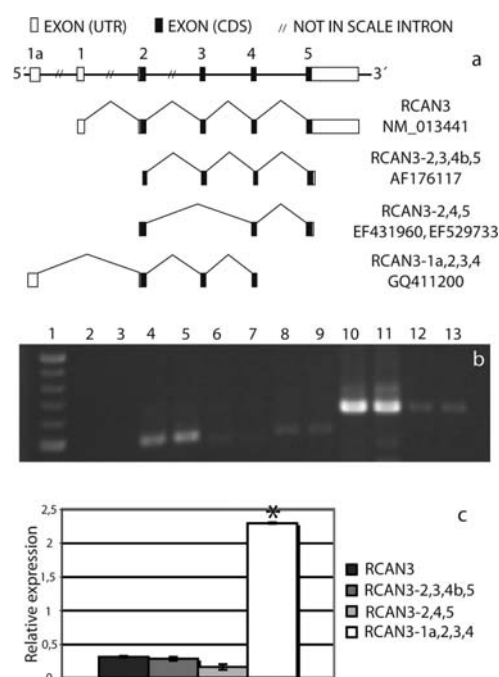 EXON (UTR) EXON (CDS) // NOT IN SCALE INTRON
1a 1 2 3 4 5 a
5´ 3´
RCAN3
NM_013441
RCAN3-2,3,4b,5
AF176117
RCAN3-2,4,5
EF431960, EF529733
RCAN3-1a,2,3,4
GQ411200
1 2 3 4 5 6 7 8 9 10 11 12 13
b
c
Relative expression
2,5
2
1,5
1
0,5
0
*
RCAN3
RCAN3-2,3,4b,5
RCAN3-2,4,5
RCAN3-1a,2,3,4